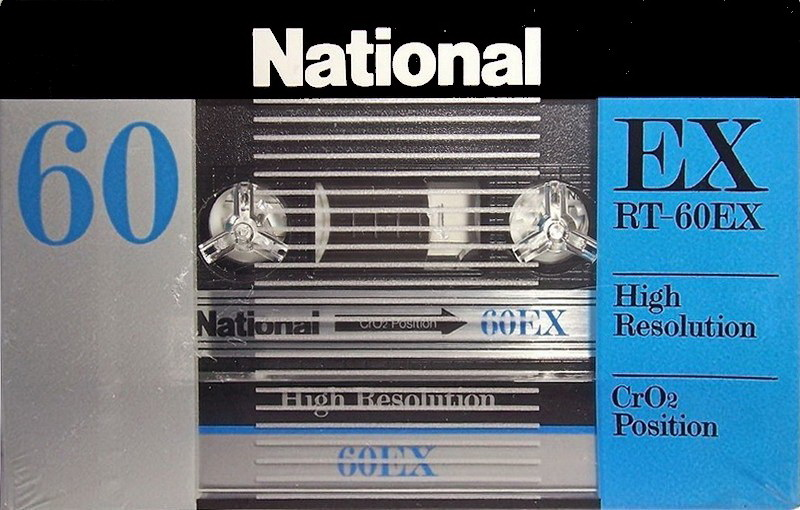 National
60
EX
RT-60EX
High
Resolution
CrO2
Position
National CrO2 Position 60EX
High Resolution
60EX